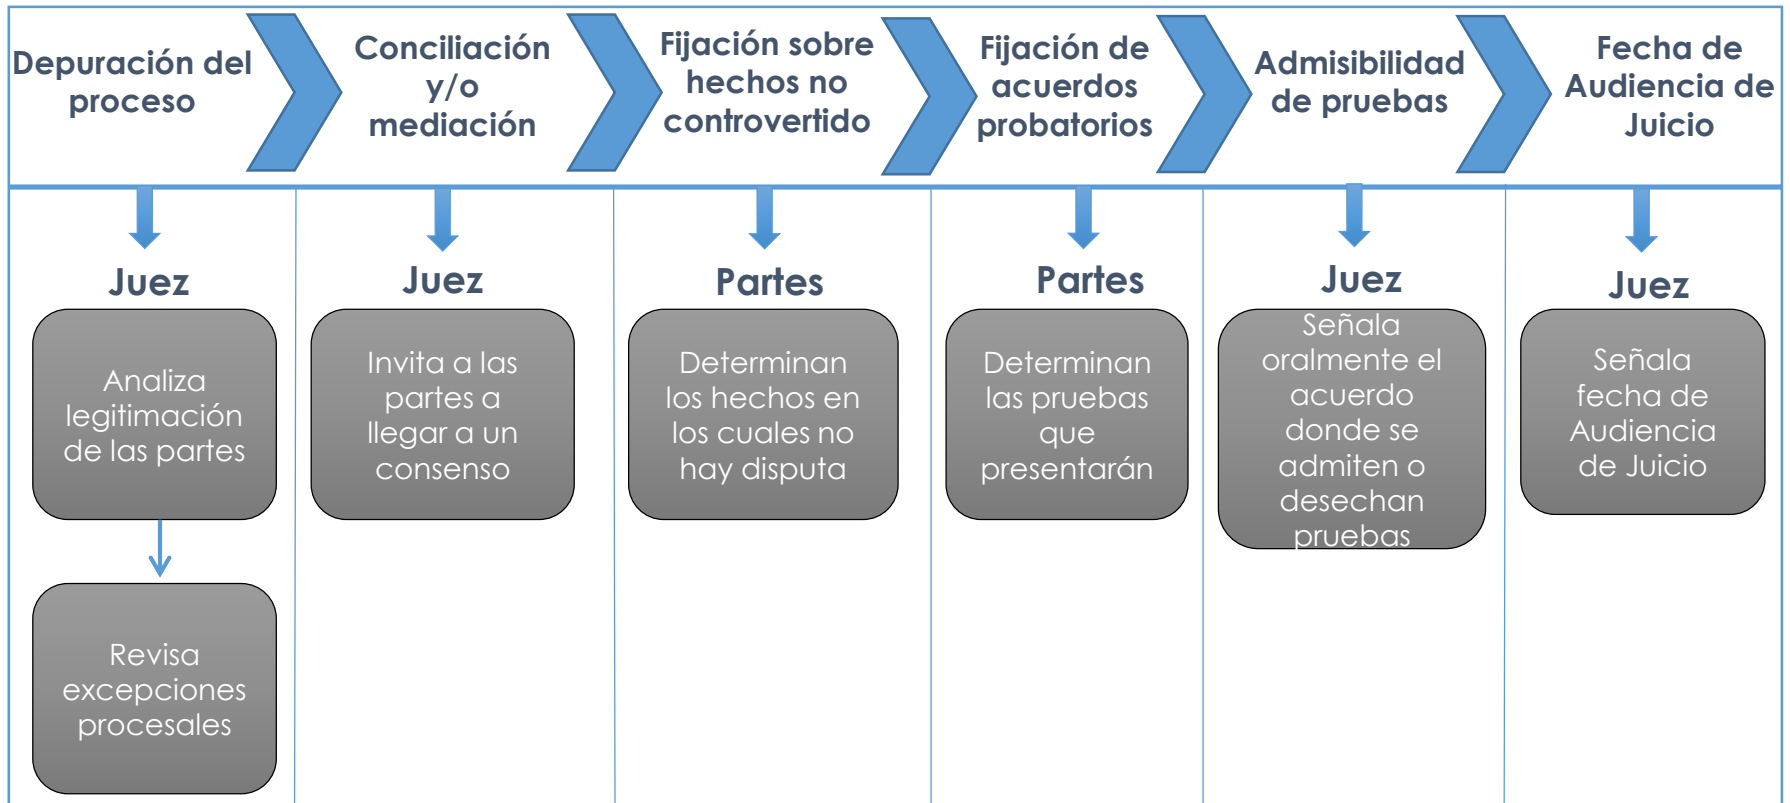 Depuración del
proceso
Conciliación
y/o
mediación
Fijación sobre
hechos no
controvertido
Fijación de
acuerdos
probatorios
Admisibilidad
de pruebas
Fecha de
Audiencia de
Juicio
Juez
Analiza
legitimación
de las partes
Revisa
excepciones
procesales
Juez
Invita a las
partes a
llegar a un
consenso
Partes
Determinan
los hechos en
los cuales no
hay disputa
Partes
Determinan
las pruebas
que
presentarán
Juez
Señala
oralmente el
acuerdo
donde se
admiten o
desechan
pruebas
Juez
Señala
fecha de
Audiencia
de Juicio